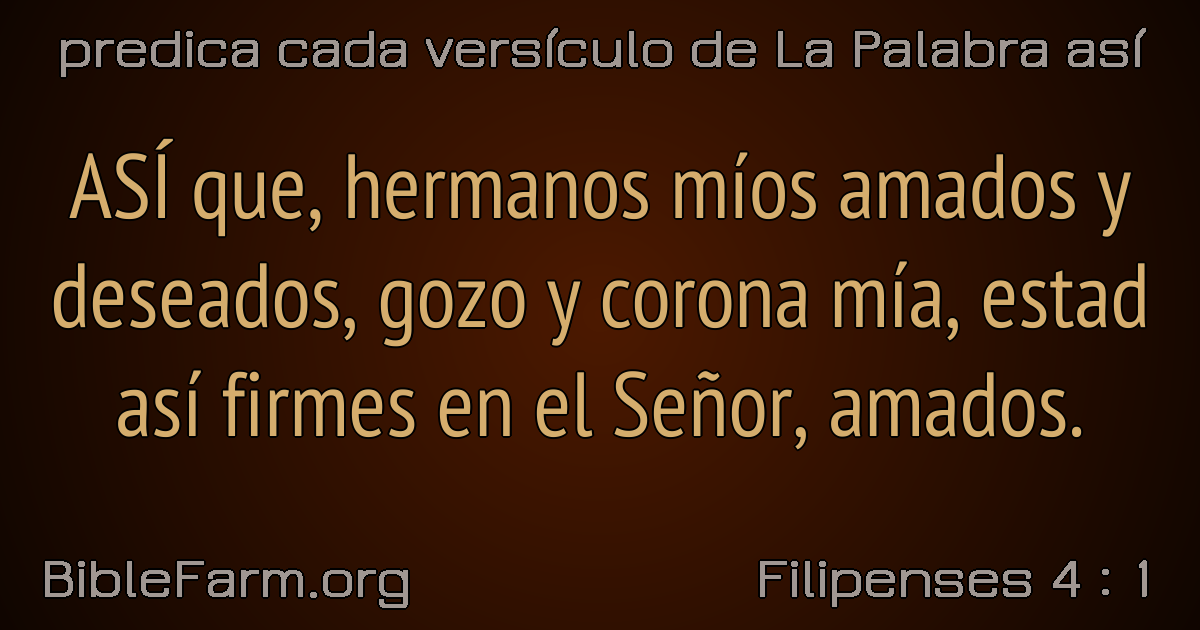 predica cada versículo de La Palabra así
ASÍ que, hermanos míos amados y
deseados, gozo y corona mía, estad
así firmes en el Señor, amados.
BibleFarm.org
Filipenses 4 : 1